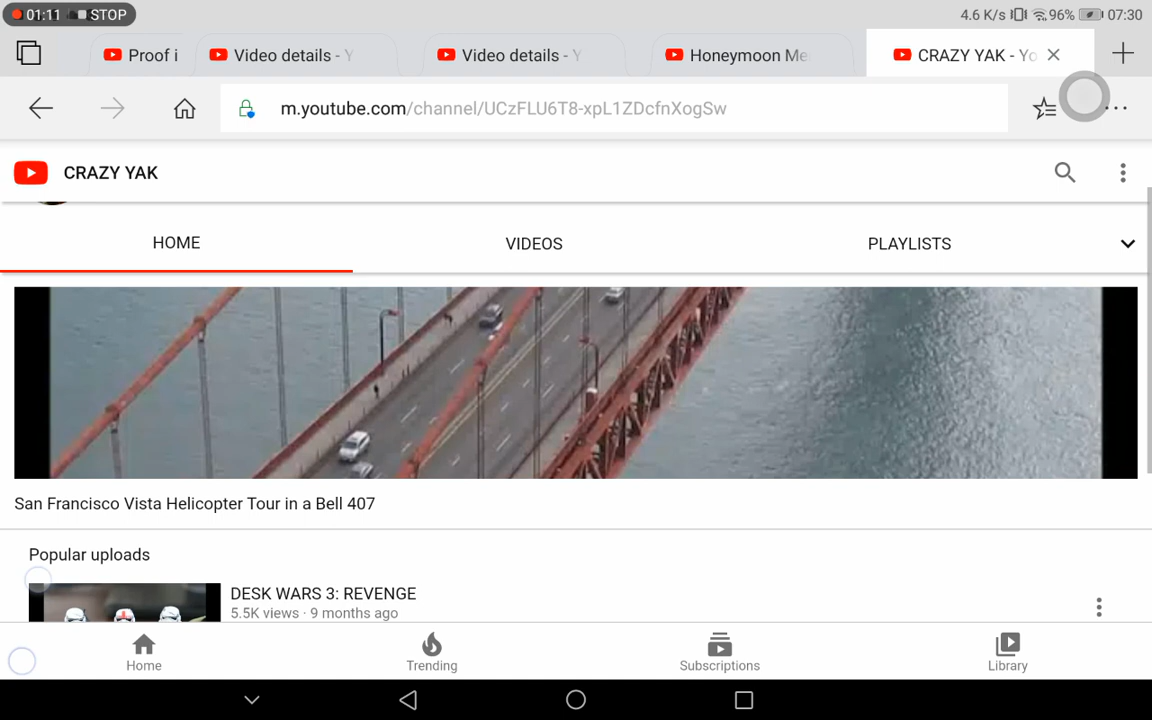 01:11 STOP
4.6 K/s 96% 07:30
Proof i
Video details - Y
Video details - Y
Honeymoon Me
CRAZY YAK - Yo
m.youtube.com/channel/UCzFLU6T8-xpL1ZDcfnXogSw
CRAZY YAK
HOME VIDEOS PLAYLISTS
San Francisco Vista Helicopter Tour in a Bell 407
Popular uploads
DESK WARS 3: REVENGE
5.5K views · 9 months ago
Home Trending Subscriptions Library